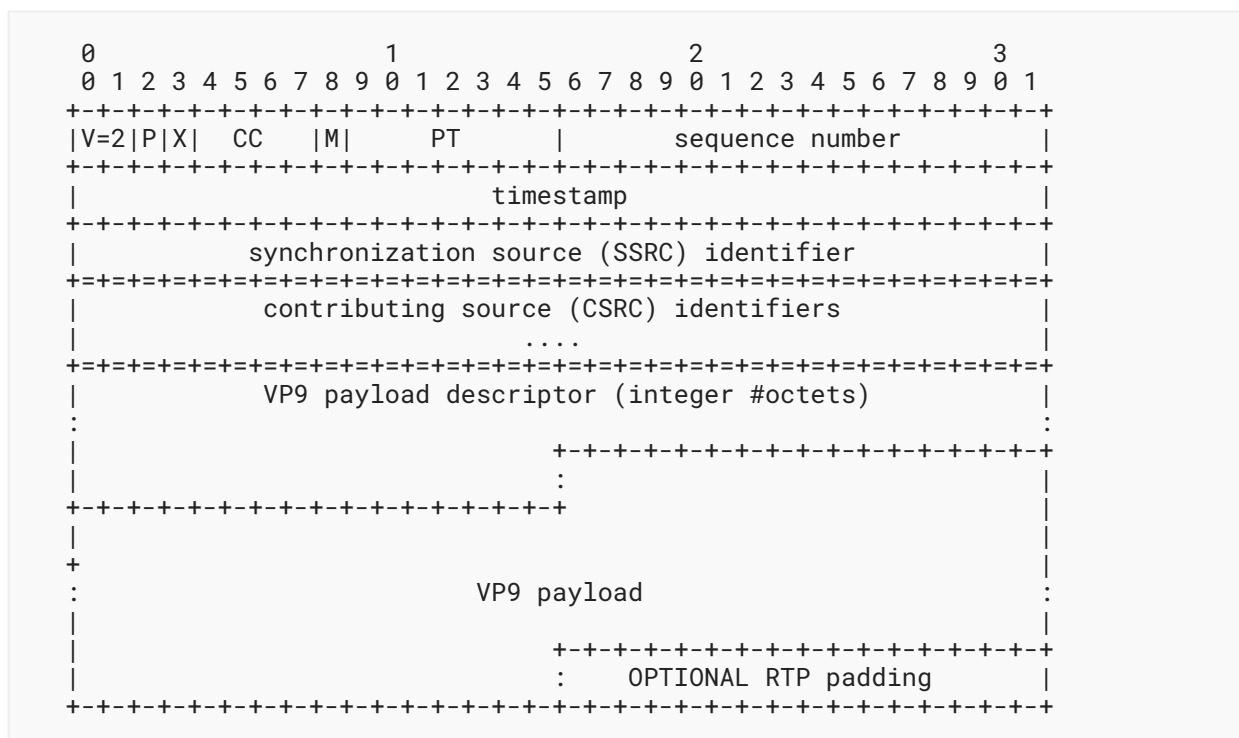 0                   1                   2                   3
 0 1 2 3 4 5 6 7 8 9 0 1 2 3 4 5 6 7 8 9 0 1 2 3 4 5 6 7 8 9 0 1
+-+-+-+-+-+-+-+-+-+-+-+-+-+-+-+-+-+-+-+-+-+-+-+-+-+-+-+-+-+-+-+-+
|V=2|P|X|  CC   |M|     PT      |       sequence number         |
+-+-+-+-+-+-+-+-+-+-+-+-+-+-+-+-+-+-+-+-+-+-+-+-+-+-+-+-+-+-+-+-+
|                           timestamp                           |
+-+-+-+-+-+-+-+-+-+-+-+-+-+-+-+-+-+-+-+-+-+-+-+-+-+-+-+-+-+-+-+-+
|           synchronization source (SSRC) identifier            |
+=+=+=+=+=+=+=+=+=+=+=+=+=+=+=+=+=+=+=+=+=+=+=+=+=+=+=+=+=+=+=+=+
|            contributing source (CSRC) identifiers             |
|                             ....                              |
+=+=+=+=+=+=+=+=+=+=+=+=+=+=+=+=+=+=+=+=+=+=+=+=+=+=+=+=+=+=+=+=+
|            VP9 payload descriptor (integer #octets)           |
:                                                               :
|                               +-+-+-+-+-+-+-+-+-+-+-+-+-+-+-+-+
|                               :                               |
+-+-+-+-+-+-+-+-+-+-+-+-+-+-+-+-+                               |
|                                                               |
+                                                               |
:                          VP9 payload                          :
|                                                               |
|                               +-+-+-+-+-+-+-+-+-+-+-+-+-+-+-+-+
|                               :    OPTIONAL RTP padding       |
+-+-+-+-+-+-+-+-+-+-+-+-+-+-+-+-+-+-+-+-+-+-+-+-+-+-+-+-+-+-+-+-+